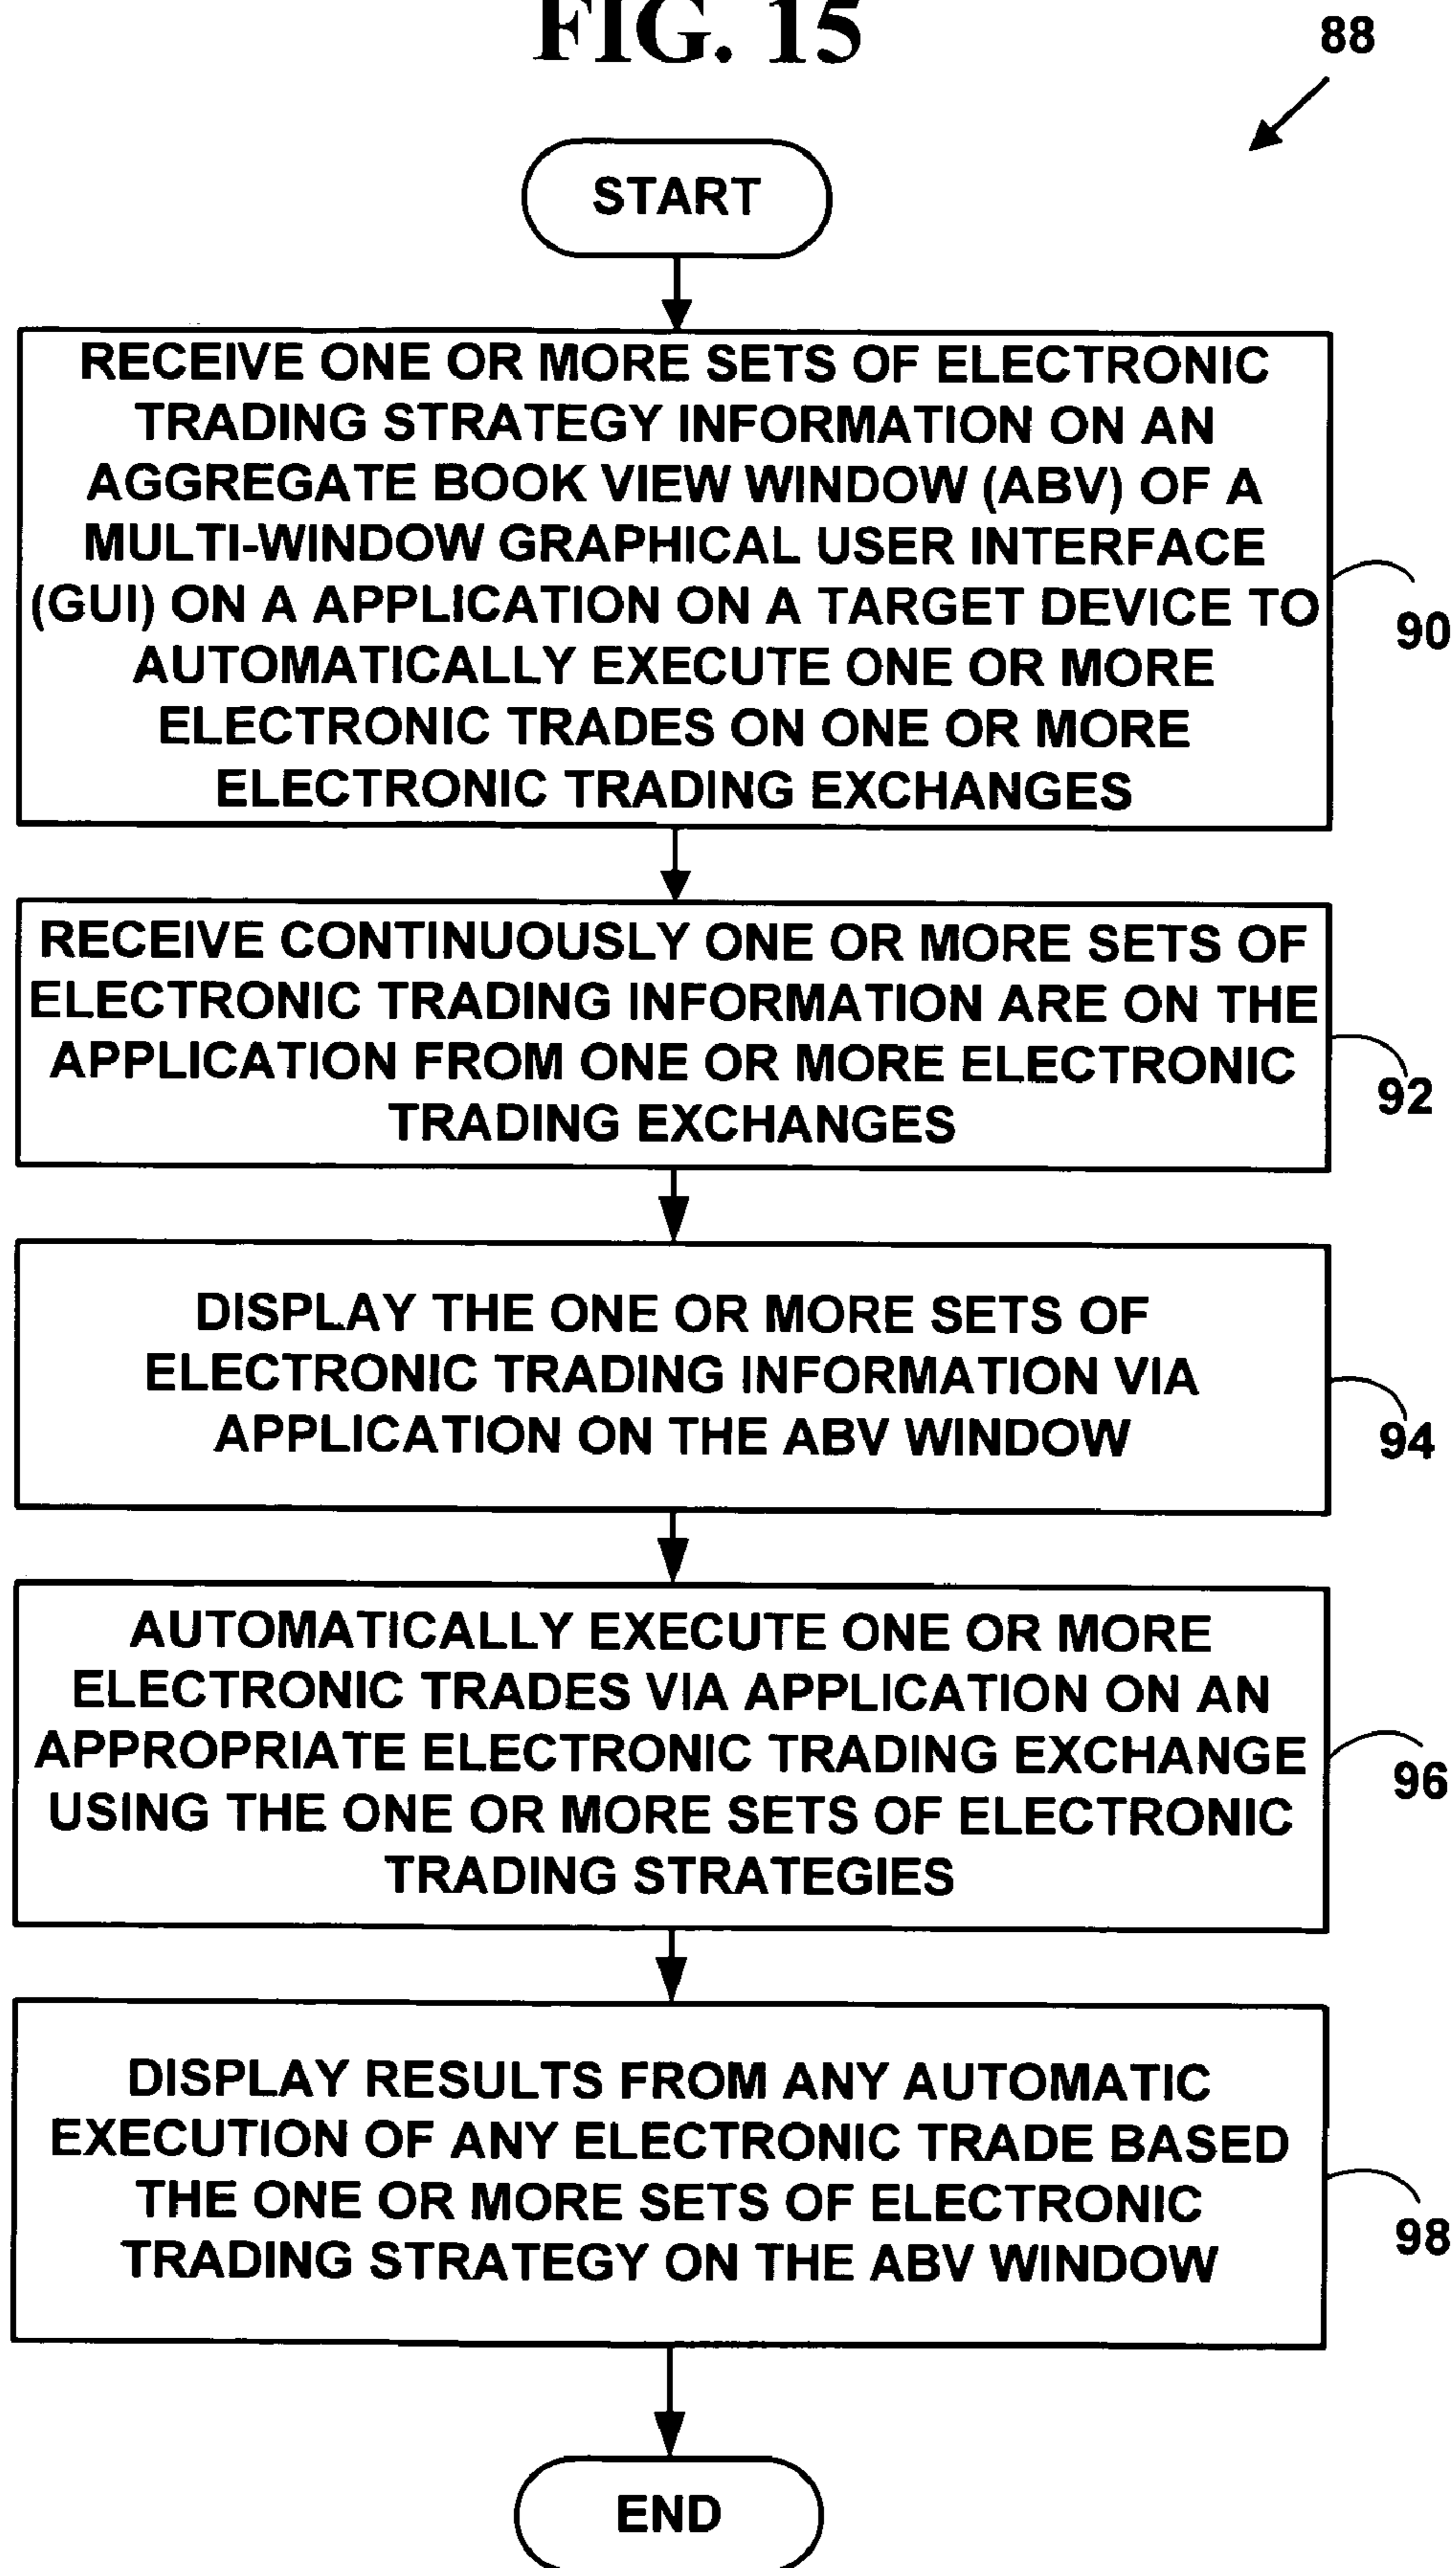 FIG. 15
88
START
RECEIVE ONE OR MORE SETS OF ELECTRONIC
TRADING STRATEGY INFORMATION ON AN
AGGREGATE BOOK VIEW WINDOW (ABV) OF A
MULTI-WINDOW GRAPHICAL USER INTERFACE
(GUI) ON A APPLICATION ON A TARGET DEVICE TO
AUTOMATICALLY EXECUTE ONE OR MORE
ELECTRONIC TRADES ON ONE OR MORE
ELECTRONIC TRADING EXCHANGES
90
RECEIVE CONTINUOUSLY ONE OR MORE SETS OF
ELECTRONIC TRADING INFORMATION ARE ON THE
APPLICATION FROM ONE OR MORE ELECTRONIC
TRADING EXCHANGES
92
DISPLAY THE ONE OR MORE SETS OF
ELECTRONIC TRADING INFORMATION VIA
APPLICATION ON THE ABV WINDOW
94
AUTOMATICALLY EXECUTE ONE OR MORE
ELECTRONIC TRADES VIA APPLICATION ON AN
APPROPRIATE ELECTRONIC TRADING EXCHANGE
USING THE ONE OR MORE SETS OF ELECTRONIC
TRADING STRATEGIES
96
DISPLAY RESULTS FROM ANY AUTOMATIC
EXECUTION OF ANY ELECTRONIC TRADE BASED
THE ONE OR MORE SETS OF ELECTRONIC
TRADING STRATEGY ON THE ABV WINDOW
98
END